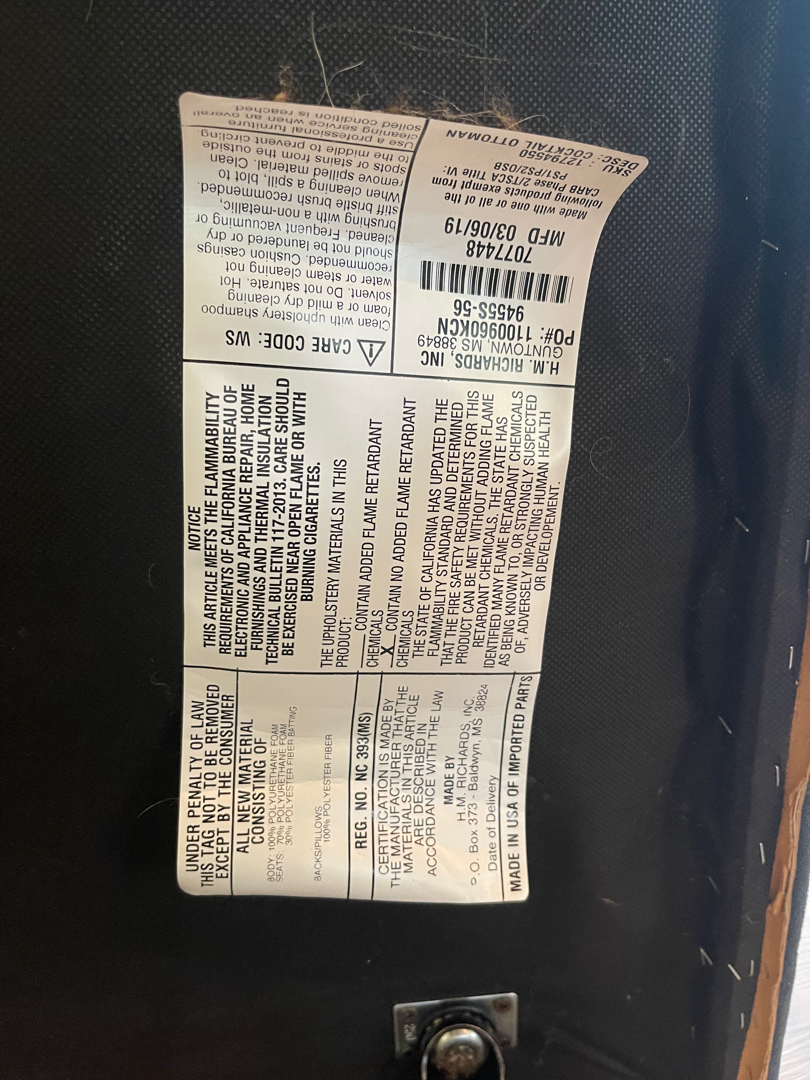 UNDER PENALTY OF LAW
THIS TAG NOT TO BE REMOVED
EXCEPT BY THE CONSUMER
ALL NEW MATERIAL
CONSISTING OF
BODY: 100% POLYURETHANE FOAM
SEATS: 70% POLYURETHANE FOAM
30% POLYESTER FIBER BATTING
BACKS/PILLOWS
100% POLYESTER FIBER
REG. NO. NC 393(MS)
CERTIFICATION IS MADE BY
THE MANUFACTURER THAT THE
MATERIALS IN THIS ARTICLE
ARE DESCRIBED IN
ACCORDANCE WITH THE LAW
MADE BY
H.M. RICHARDS, INC.
P.O. Box 373 - Baldwyn, MS 38824
Date of Delivery
MADE IN USA OF IMPORTED PARTS
NOTICE
THIS ARTICLE MEETS THE FLAMMABILITY
REQUIREMENTS OF CALIFORNIA BUREAU OF
ELECTRONIC AND APPLIANCE REPAIR, HOME
FURNISHINGS AND THERMAL INSULATION
TECHNICAL BULLETIN 117-2013. CARE SHOULD
BE EXERCISED NEAR OPEN FLAME OR WITH
BURNING CIGARETTES.
THE UPHOLSTERY MATERIALS IN THIS
PRODUCT:
____CONTAIN ADDED FLAME RETARDANT
CHEMICALS
_X_ CONTAIN NO ADDED FLAME RETARDANT
CHEMICALS
THE STATE OF CALIFORNIA HAS UPDATED THE
FLAMMABILITY STANDARD AND DETERMINED
THAT THE FIRE SAFETY REQUIREMENTS FOR THIS
PRODUCT CAN BE MET WITHOUT ADDING FLAME
RETARDANT CHEMICALS. THE STATE HAS
IDENTIFIED MANY FLAME RETARDANT CHEMICALS
AS BEING KNOWN TO, OR STRONGLY SUSPECTED
OF, ADVERSELY IMPACTING HUMAN HEALTH
OR DEVELOPEMENT.
H.M. RICHARDS, INC
GUNTOWN, MS 38849
PO#: 1100960KCN
9455S-56
7077448
MFD 03/06/19
Made with one or all of the
following products exempt from
CARB Phase 2/TSCA Title VI:
PS1/PS2/OSB
SKU : 12794550
DESC : COCKTAIL OTTOMAN
CARE CODE: WS
Clean with upholstery shampoo
foam or a mild dry cleaning
solvent. Do not saturate. Hot
water or steam cleaning not
recommended. Cushion casings
should not be laundered or dry
cleaned. Frequent vacuuming or
brushing with a non-metallic,
stiff bristle brush recommended.
When cleaning a spill, blot, to
remove spilled material. Clean
spots or stains from the outside
to the middle to prevent circling.
Use a professional furniture
cleaning service when an overall
soiled condition is reached.